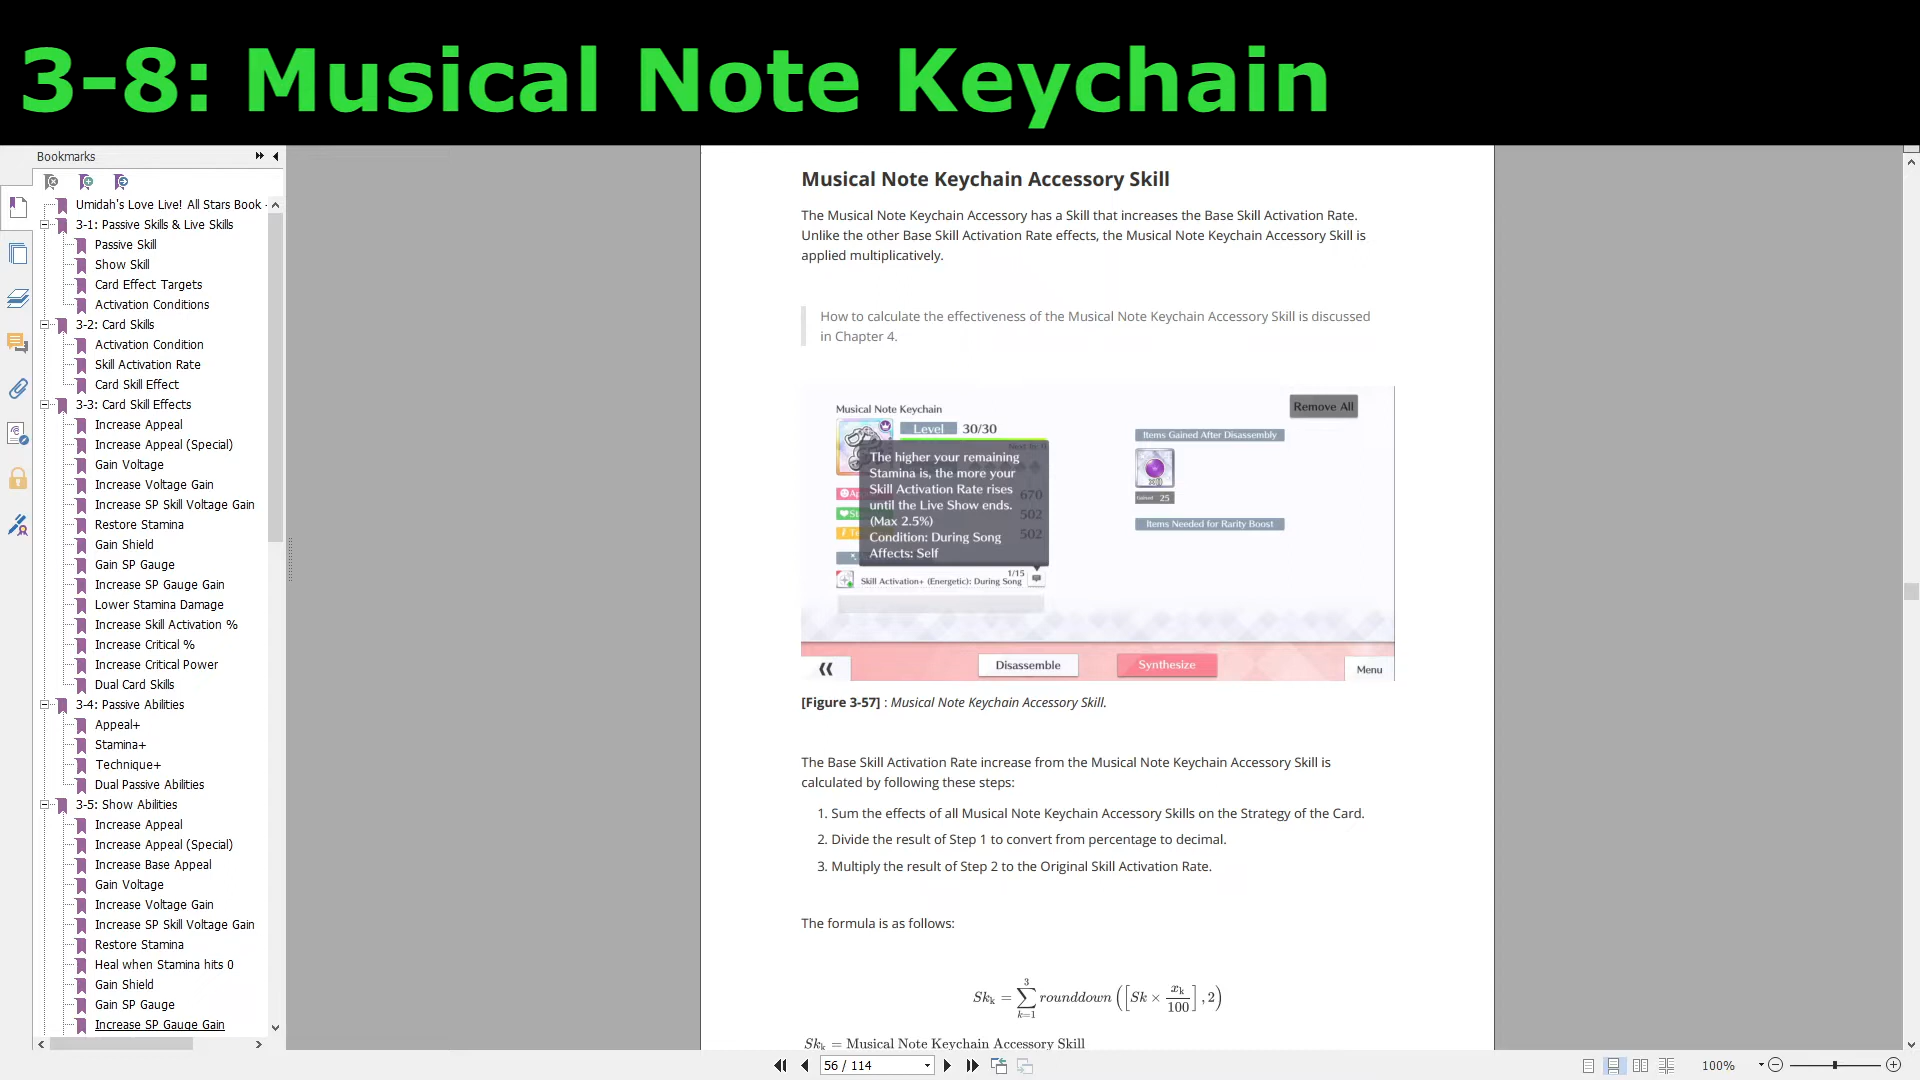 3-8: Musical Note Keychain
Bookmarks
Umidah's Love Live! All Stars Book -
3-1: Passive Skills & Live Skills
Passive Skill
Show Skill
Card Effect Targets
Activation Conditions
3-2: Card Skills
Activation Condition
Skill Activation Rate
Card Skill Effect
3-3: Card Skill Effects
Increase Appeal
Increase Appeal (Special)
Gain Voltage
Increase Voltage Gain
Increase SP Skill Voltage Gain
Restore Stamina
Gain Shield
Gain SP Gauge
Increase SP Gauge Gain
Lower Stamina Damage
Increase Skill Activation %
Increase Critical %
Increase Critical Power
Dual Card Skills
3-4: Passive Abilities
Appeal+
Stamina+
Technique+
Dual Passive Abilities
3-5: Show Abilities
Increase Appeal
Increase Appeal (Special)
Increase Base Appeal
Gain Voltage
Increase Voltage Gain
Increase SP Skill Voltage Gain
Restore Stamina
Heal when Stamina hits 0
Gain Shield
Gain SP Gauge
Increase SP Gauge Gain
Musical Note Keychain Accessory Skill
The Musical Note Keychain Accessory has a Skill that increases the Base Skill Activation Rate.
Unlike the other Base Skill Activation Rate effects, the Musical Note Keychain Accessory Skill is
applied multiplicatively.
How to calculate the effectiveness of the Musical Note Keychain Accessory Skill is discussed
in Chapter 4.
Musical Note Keychain
Level 30/30
The higher your remaining
Stamina is, the more your
Skill Activation Rate rises
until the Live Show ends.
(Max 2.5%)
Condition: During Song
Affects: Self
670
502
502
1/15
Skill Activation+ (Energetic): During Song
Remove All
Items Gained After Disassembly
25
Items Needed for Rarity Boost
Disassemble
Synthesize
Menu
[Figure 3-57] : Musical Note Keychain Accessory Skill.
The Base Skill Activation Rate increase from the Musical Note Keychain Accessory Skill is
calculated by following these steps:
1. Sum the effects of all Musical Note Keychain Accessory Skills on the Strategy of the Card.
2. Divide the result of Step 1 to convert from percentage to decimal.
3. Multiply the result of Step 2 to the Original Skill Activation Rate.
The formula is as follows:
Sk_k = ∑_{k=1}^{3} rounddown ([Sk × x_k/100], 2)
Sk_k = Musical Note Keychain Accessory Skill
56 / 114
100%